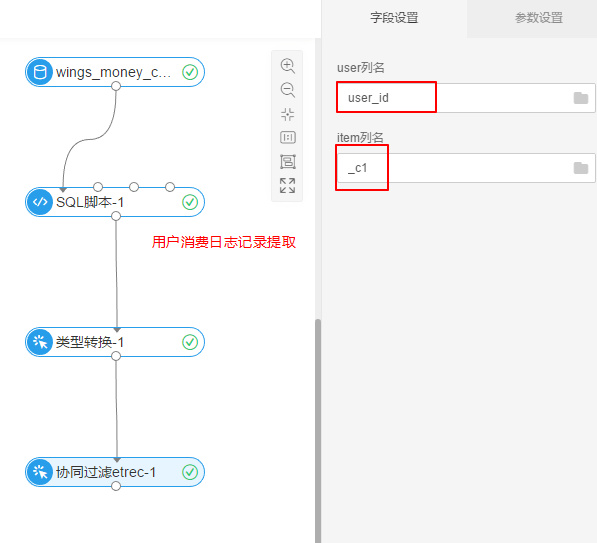 字段设置
参数设置
user列名
user_id
item列名
_c1
wings_money_c...
SQL脚本-1
用户消费日志记录提取
类型转换-1
协同过滤etrec-1